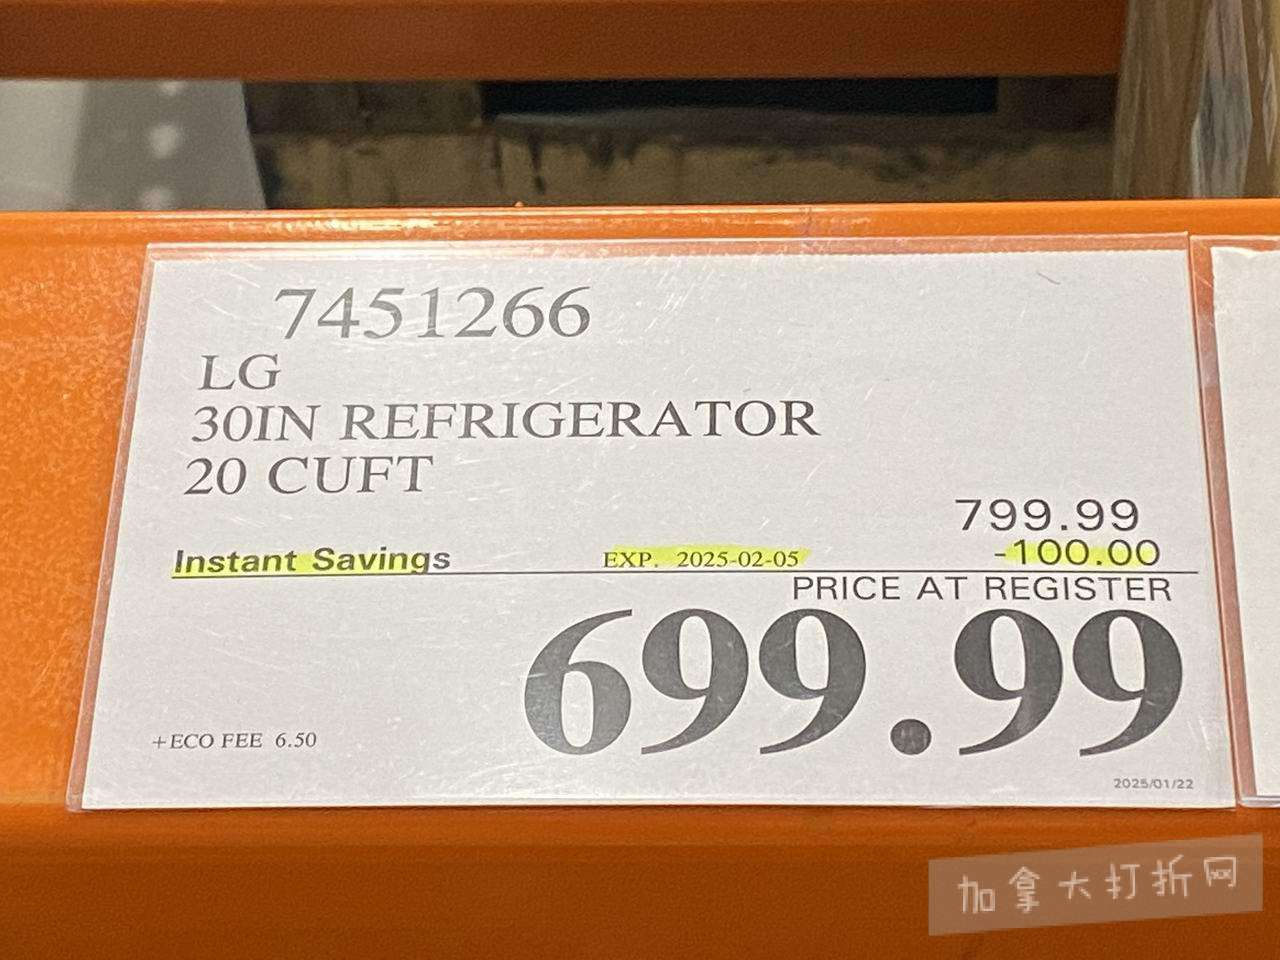 7451266
LG
30IN REFRIGERATOR
20 CUFT
799.99
Instant Savings EXP. 2025-02-05 -100.00
PRICE AT REGISTER
699.99
+ECO FEE 6.50
2025/01/22
加拿大打折网